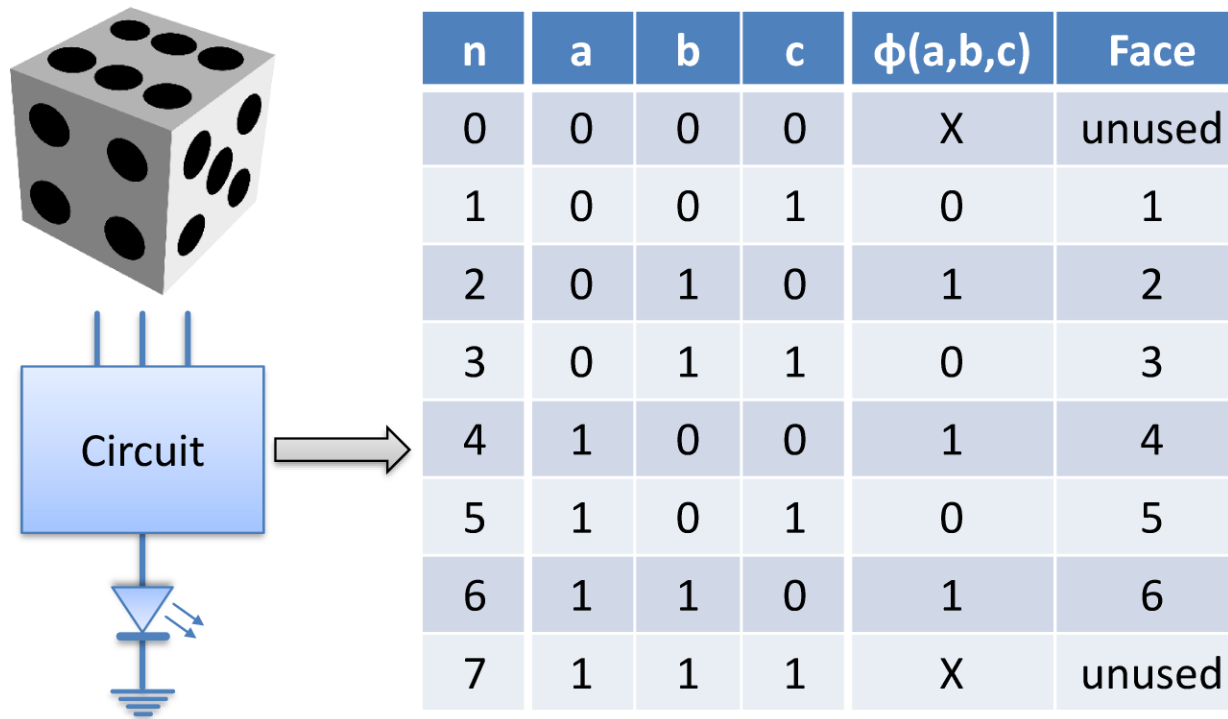 n a b c ϕ(a,b,c) Face
0 0 0 0 X unused
1 0 0 1 0 1
2 0 1 0 1 2
3 0 1 1 0 3
4 1 0 0 1 4
5 1 0 1 0 5
6 1 1 0 1 6
7 1 1 1 X unused
Circuit